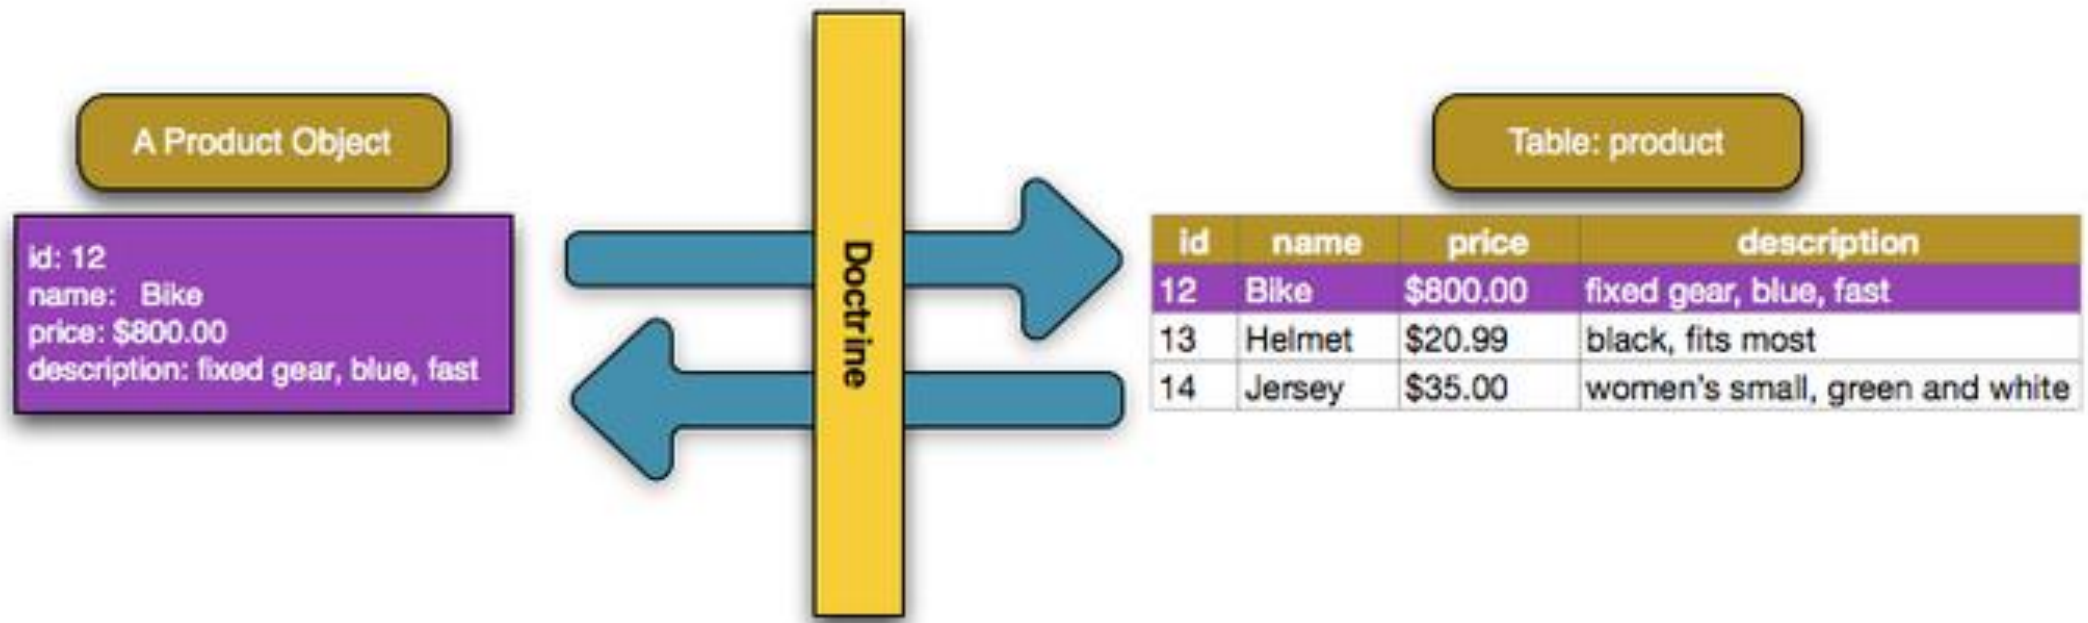 A Product Object
id: 12
name: Bike
price: $800.00
description: fixed gear, blue, fast
Doctrine
Table: product
id name price description
12 Bike $800.00 fixed gear, blue, fast
13 Helmet $20.99 black, fits most
14 Jersey $35.00 women's small, green and white